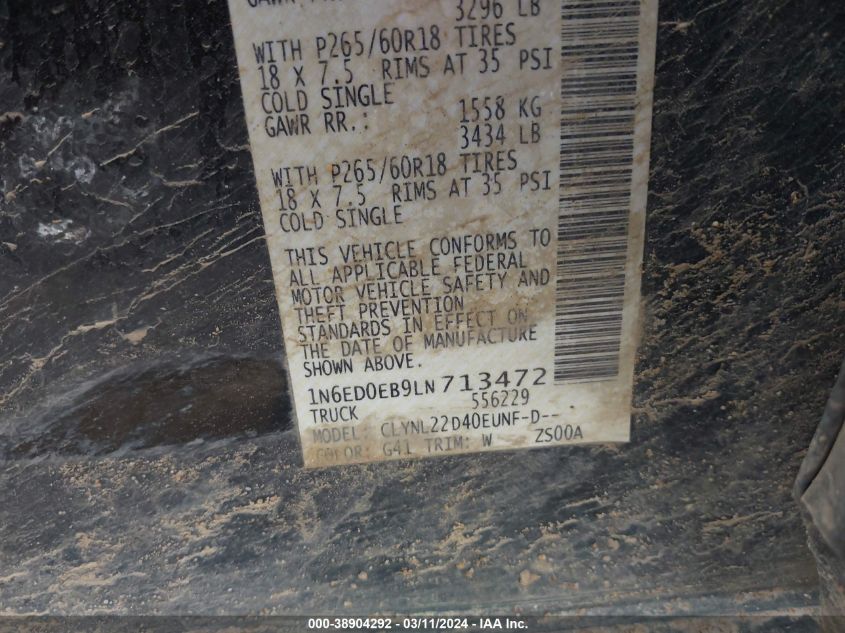 3296 LB
WITH P265/60R18 TIRES
18 X 7.5 RIMS AT 35 PSI
COLD SINGLE
GAWR RR.: 1558 KG
3434 LB
WITH P265/60R18 TIRES
18 X 7.5 RIMS AT 35 PSI
COLD SINGLE
THIS VEHICLE CONFORMS TO
ALL APPLICABLE FEDERAL
MOTOR VEHICLE SAFETY AND
THEFT PREVENTION
STANDARDS IN EFFECT ON
THE DATE OF MANUFACTURE
SHOWN ABOVE.
1N6ED0EB9LN713472
TRUCK 556229
MODEL: CLYNL22D40EUNF-D--
COLOR: G41 TRIM: W ZS00A
000-38904292 - 03/11/2024 - IAA Inc.